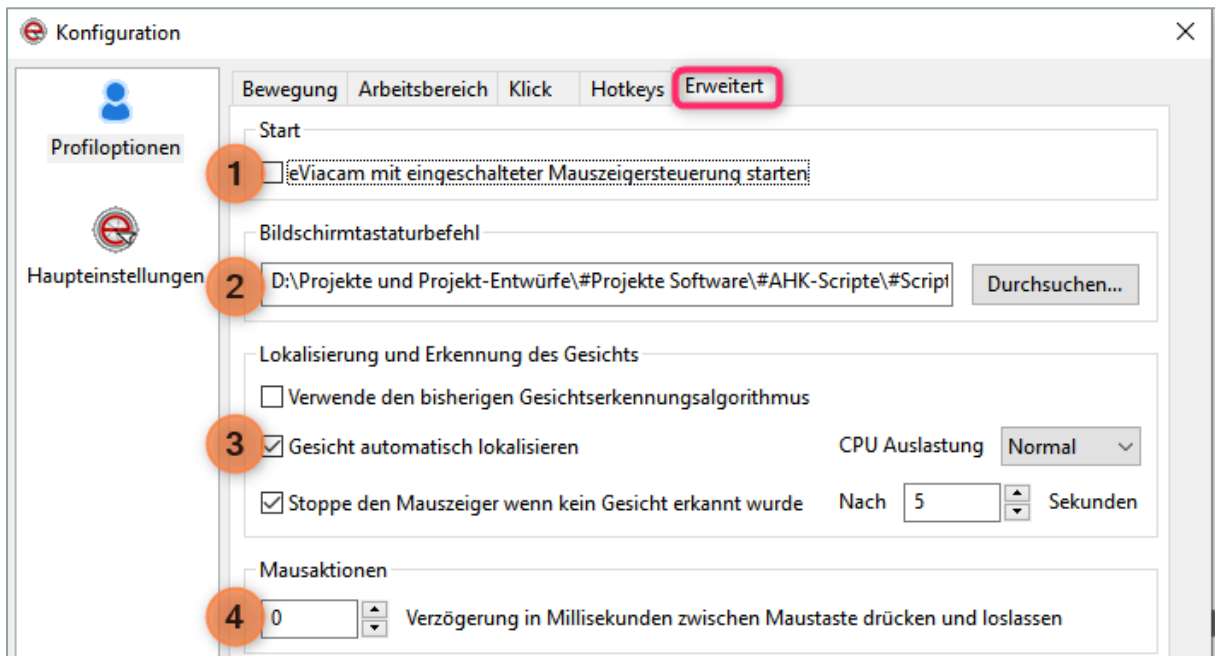 Konfiguration
Profiloptionen
Haupteinstellungen
Bewegung Arbeitsbereich Klick Hotkeys Erweitert
Start
1 eViacam mit eingeschalteter Mauszeigersteuerung starten
Bildschirmtastaturbefehl
2 D:\Projekte und Projekt-Entwürfe\#Projekte Software\#AHK-Scripte\#Script Durchsuchen...
Lokalisierung und Erkennung des Gesichts
Verwende den bisherigen Gesichtserkennungsalgorithmus
3 Gesicht automatisch lokalisieren CPU Auslastung Normal
Stoppe den Mauszeiger wenn kein Gesicht erkannt wurde Nach 5 Sekunden
Mausaktionen
4 0 Verzögerung in Millisekunden zwischen Maustaste drücken und loslassen